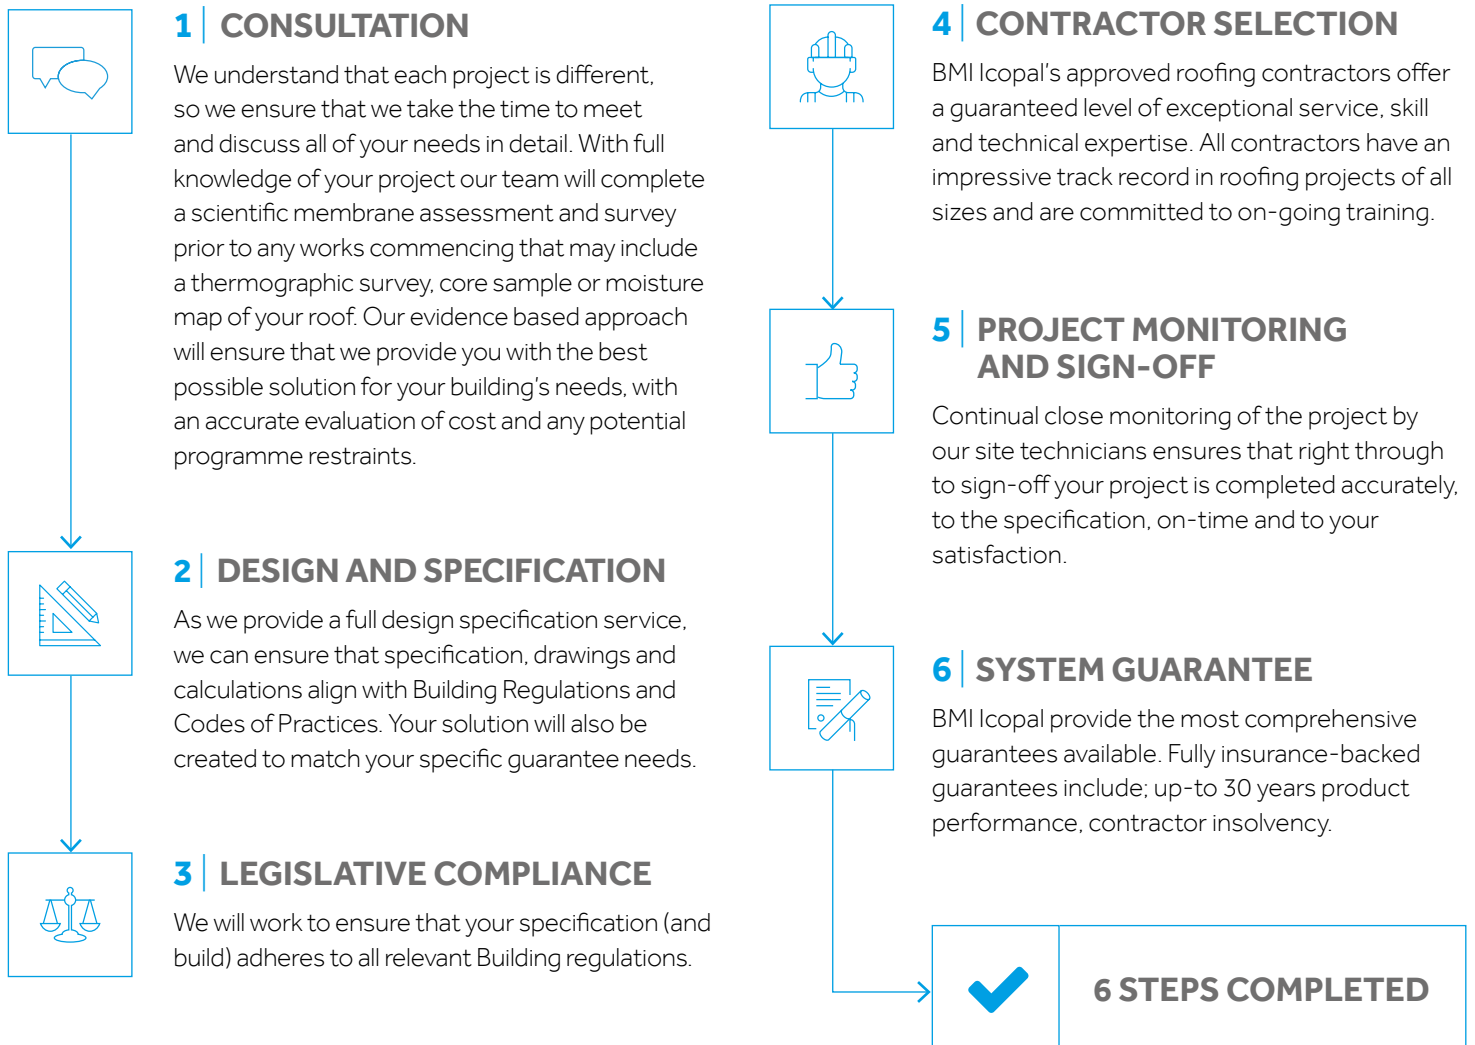 1 | CONSULTATION
We understand that each project is different,
so we ensure that we take the time to meet
and discuss all of your needs in detail. With full
knowledge of your project our team will complete
a scientific membrane assessment and survey
prior to any works commencing that may include
a thermographic survey, core sample or moisture
map of your roof. Our evidence based approach
will ensure that we provide you with the best
possible solution for your building's needs, with
an accurate evaluation of cost and any potential
programme restraints.
2 | DESIGN AND SPECIFICATION
As we provide a full design specification service,
we can ensure that specification, drawings and
calculations align with Building Regulations and
Codes of Practices. Your solution will also be
created to match your specific guarantee needs.
3 | LEGISLATIVE COMPLIANCE
We will work to ensure that your specification (and
build) adheres to all relevant Building regulations.
4 | CONTRACTOR SELECTION
BMI Icopal's approved roofing contractors offer
a guaranteed level of exceptional service, skill
and technical expertise. All contractors have an
impressive track record in roofing projects of all
sizes and are committed to on-going training.
5 | PROJECT MONITORING
AND SIGN-OFF
Continual close monitoring of the project by
our site technicians ensures that right through
to sign-off your project is completed accurately,
to the specification, on-time and to your
satisfaction.
6 | SYSTEM GUARANTEE
BMI Icopal provide the most comprehensive
guarantees available. Fully insurance-backed
guarantees include; up-to 30 years product
performance, contractor insolvency.
6 STEPS COMPLETED